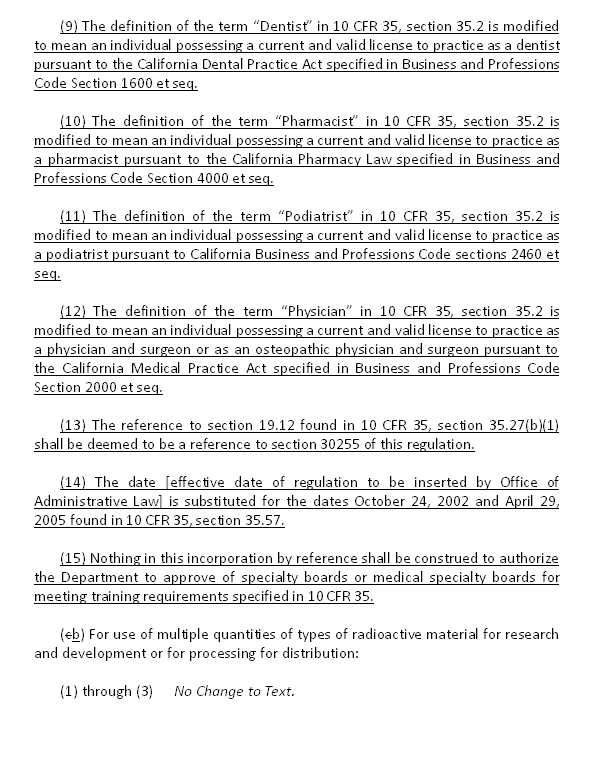 (9) The definition of the term “Dentist” in 10 CFR 35, section 35.2 is modified
to mean an individual possessing a current and valid license to practice as a dentist
pursuant to the California Dental Practice Act specified in Business and Professions
Code Section 1600 et seq.
(10) The definition of the term “Pharmacist” in 10 CFR 35, section 35.2 is
modified to mean an individual possessing a current and valid license to practice as
a pharmacist pursuant to the California Pharmacy Law specified in Business and
Professions Code Section 4000 et seq.
(11) The definition of the term “Podiatrist” in 10 CFR 35, section 35.2 is
modified to mean an individual possessing a current and valid license to practice as
a podiatrist pursuant to California Business and Professions Code sections 2460 et
seq.
(12) The definition of the term “Physician” in 10 CFR 35, section 35.2 is
modified to mean an individual possessing a current and valid license to practice as
a physician and surgeon or as an osteopathic physician and surgeon pursuant to
the California Medical Practice Act specified in Business and Professions Code
Section 2000 et seq.
(13) The reference to section 19.12 found in 10 CFR 35, section 35.27(b)(1)
shall be deemed to be a reference to section 30255 of this regulation.
(14) The date [effective date of regulation to be inserted by Office of
Administrative Law] is substituted for the dates October 24, 2002 and April 29,
2005 found in 10 CFR 35, section 35.57.
(15) Nothing in this incorporation by reference shall be construed to authorize
the Department to approve of specialty boards or medical specialty boards for
meeting training requirements specified in 10 CFR 35.
(cb) For use of multiple quantities of types of radioactive material for research
and development or for processing for distribution:
(1) through (3) No Change to Text.